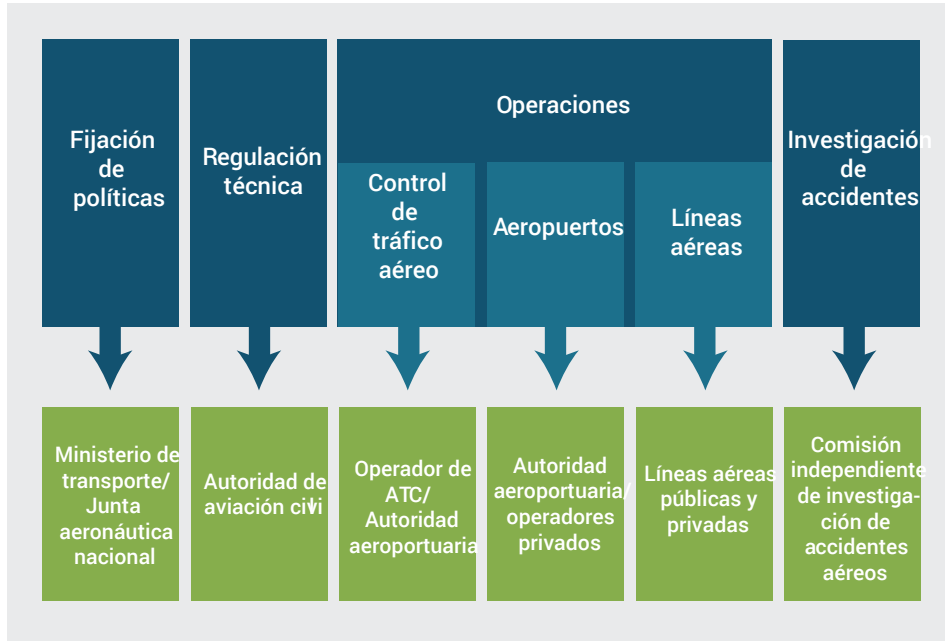 Fijación
de
políticas
Regulación
técnica
Operaciones
Control
de
tráfico
aéreo
Aeropuertos
Líneas
aéreas
Investigación
de
accidentes
Ministerio de
transporte/
Junta
aeronáutica
nacional
Autoridad de
aviación civil
Operador de
ATC/
Autoridad
aeroportuaria
Autoridad
aeroportuaria/
operadores
privados
Líneas aéreas
públicas y
privadas
Comisión
independiente
de investiga-
ción de
accidentes
aéreos